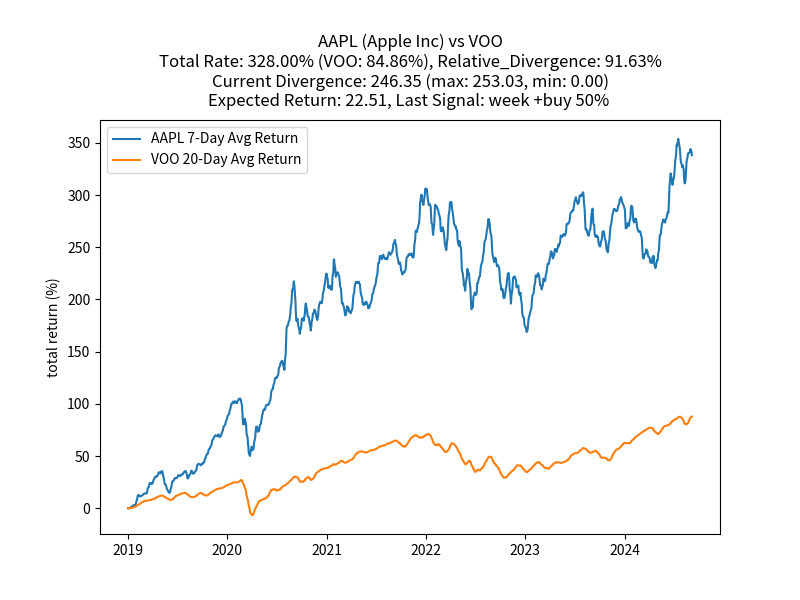 AAPL (Apple Inc) vs VOO
Total Rate: 328.00% (VOO: 84.86%), Relative_Divergence: 91.63%
Current Divergence: 246.35 (max: 253.03, min: 0.00)
Expected Return: 22.51, Last Signal: week +buy 50%
AAPL 7-Day Avg Return
VOO 20-Day Avg Return
total return (%)
350
300
250
200
150
100
50
0
2019 2020 2021 2022 2023 2024